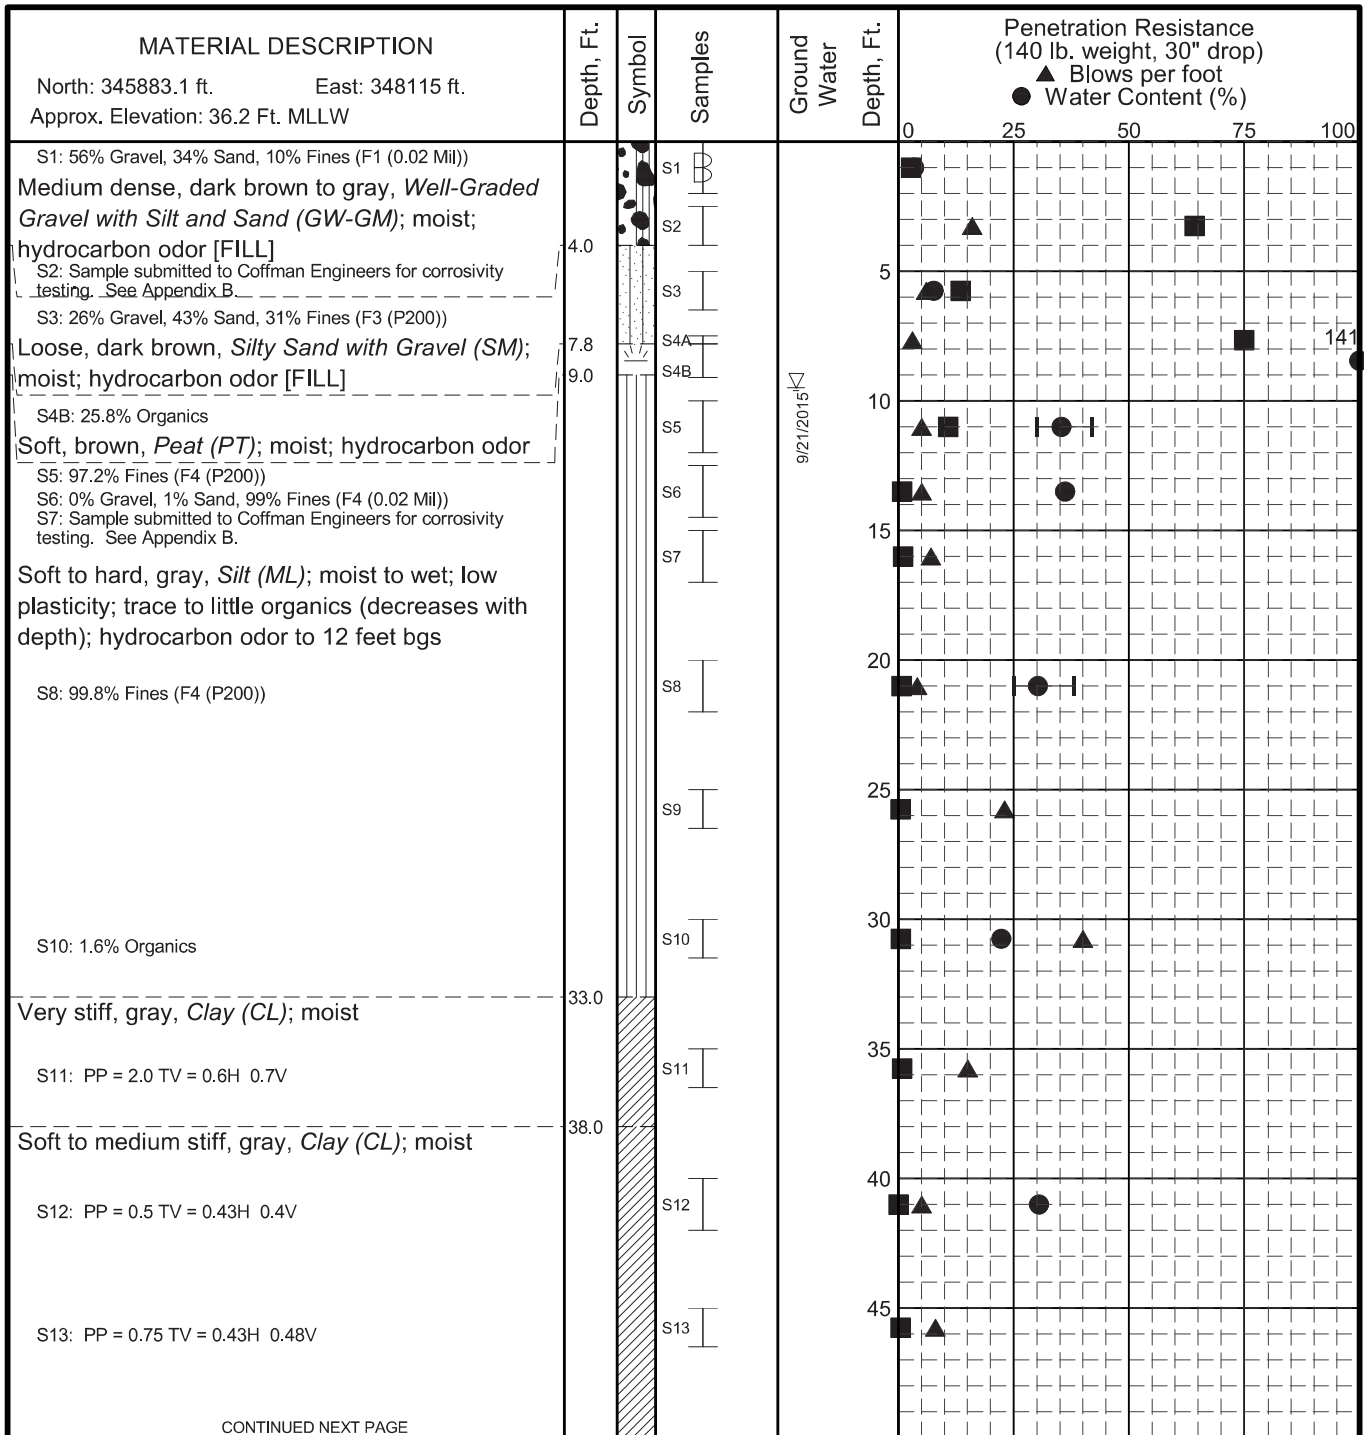 MATERIAL DESCRIPTION
North: 345883.1 ft. East: 348115 ft.
Approx. Elevation: 36.2 Ft. MLLW
Depth, Ft.
Symbol
Samples
Ground
Water
Depth, Ft.
Penetration Resistance
(140 lb. weight, 30" drop)
▲ Blows per foot
● Water Content (%)
0 25 50 75 100
S1: 56% Gravel, 34% Sand, 10% Fines (F1 (0.02 Mil))
Medium dense, dark brown to gray, Well-Graded
Gravel with Silt and Sand (GW-GM); moist;
hydrocarbon odor [FILL]
S2: Sample submitted to Coffman Engineers for corrosivity
testing. See Appendix B.
S3: 26% Gravel, 43% Sand, 31% Fines (F3 (P200))
Loose, dark brown, Silty Sand with Gravel (SM);
moist; hydrocarbon odor [FILL]
S4B: 25.8% Organics
Soft, brown, Peat (PT); moist; hydrocarbon odor
S5: 97.2% Fines (F4 (P200))
S6: 0% Gravel, 1% Sand, 99% Fines (F4 (0.02 Mil))
S7: Sample submitted to Coffman Engineers for corrosivity
testing. See Appendix B.
Soft to hard, gray, Silt (ML); moist to wet; low
plasticity; trace to little organics (decreases with
depth); hydrocarbon odor to 12 feet bgs
S8: 99.8% Fines (F4 (P200))
S10: 1.6% Organics
Very stiff, gray, Clay (CL); moist
S11: PP = 2.0 TV = 0.6H 0.7V
Soft to medium stiff, gray, Clay (CL); moist
S12: PP = 0.5 TV = 0.43H 0.4V
S13: PP = 0.75 TV = 0.43H 0.48V
CONTINUED NEXT PAGE
4.0
7.8
9.0
33.0
38.0
S1
S2
S3
S4A
S4B
S5
S6
S7
S8
S9
S10
S11
S12
S13
9/21/2015
5
10
15
20
25
30
35
40
45
141